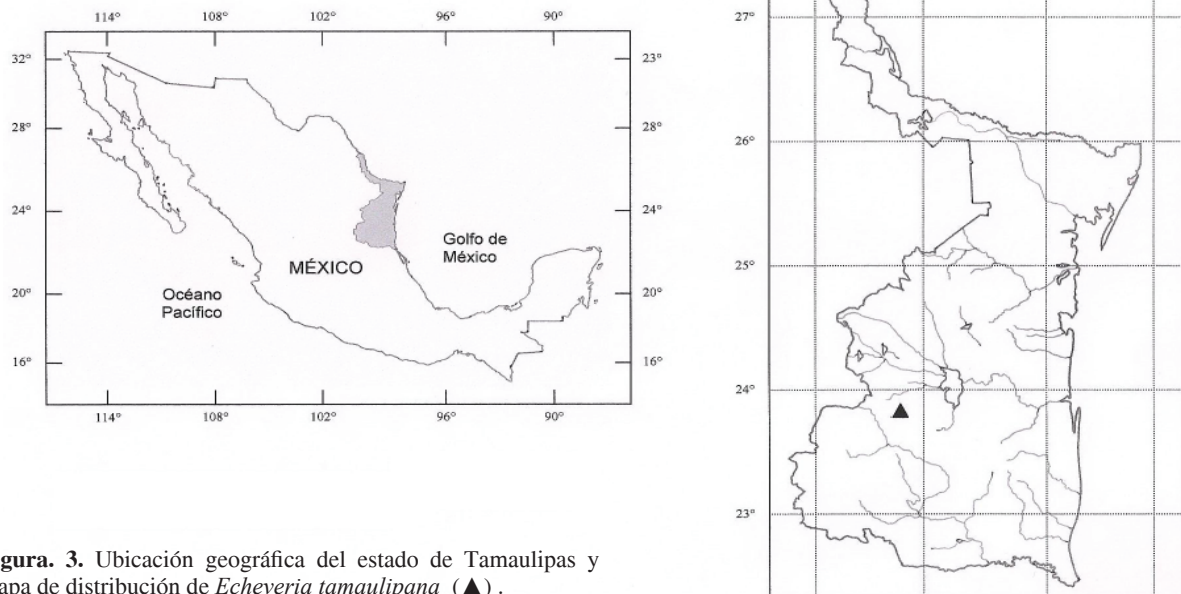 114° 108° 102° 96° 90°
32° 23°
28° 28°
24° 24°
20° 20°
16° 16°
MÉXICO
Golfo de
México
Océano
Pacífico
114° 108° 102° 96° 90°
27°
26°
25°
24°
23°
gura. 3. Ubicación geográfica del estado de Tamaulipas y
apa de distribución de Echeveria tamaulipana (▲) .